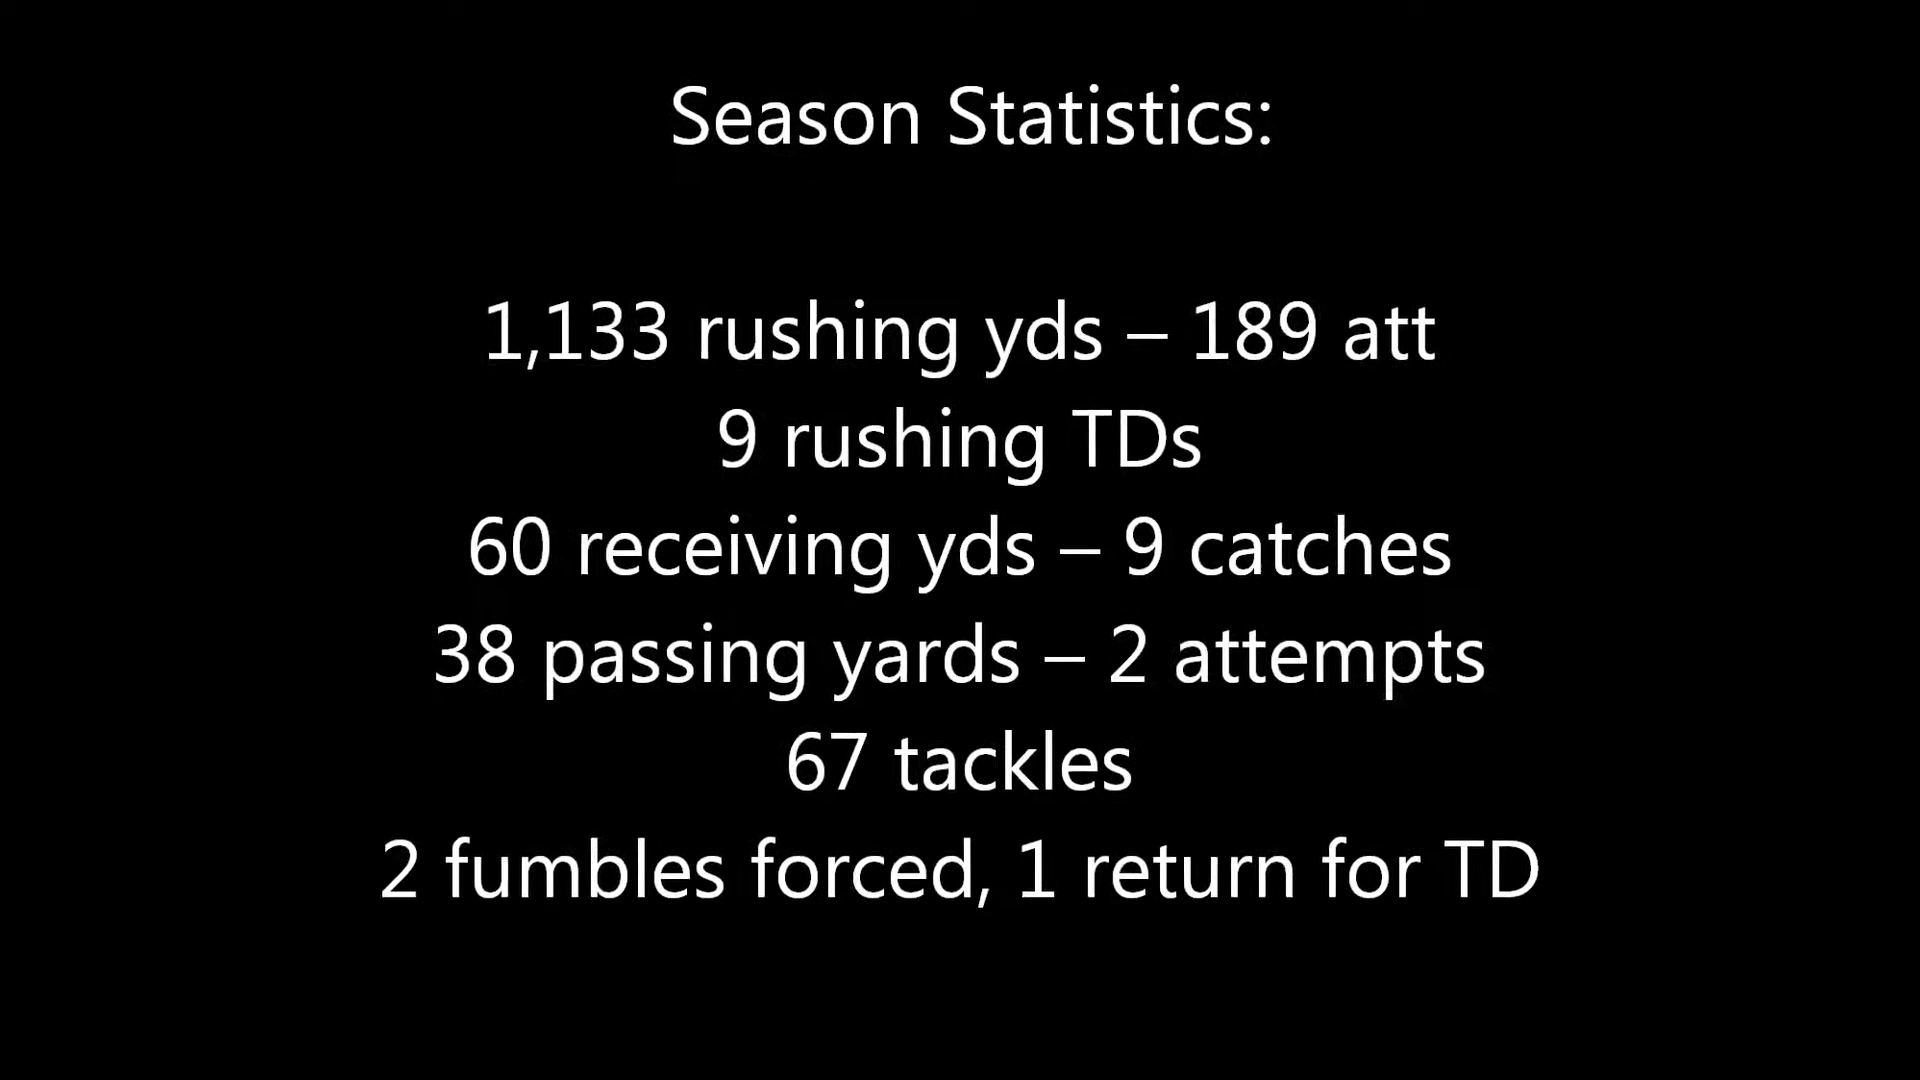 Season Statistics:
1,133 rushing yds – 189 att
9 rushing TDs
60 receiving yds – 9 catches
38 passing yards – 2 attempts
67 tackles
2 fumbles forced, 1 return for TD